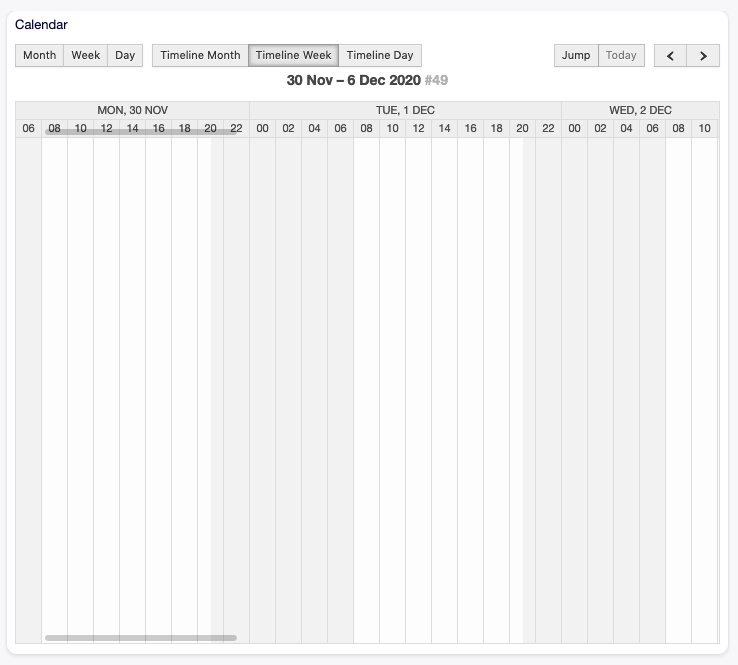 Calendar
Month Week Day Timeline Month Timeline Week Timeline Day Jump Today
30 Nov – 6 Dec 2020 #49
MON, 30 NOV TUE, 1 DEC WED, 2 DEC
06 08 10 12 14 16 18 20 22 00 02 04 06 08 10 12 14 16 18 20 22 00 02 04 06 08 10